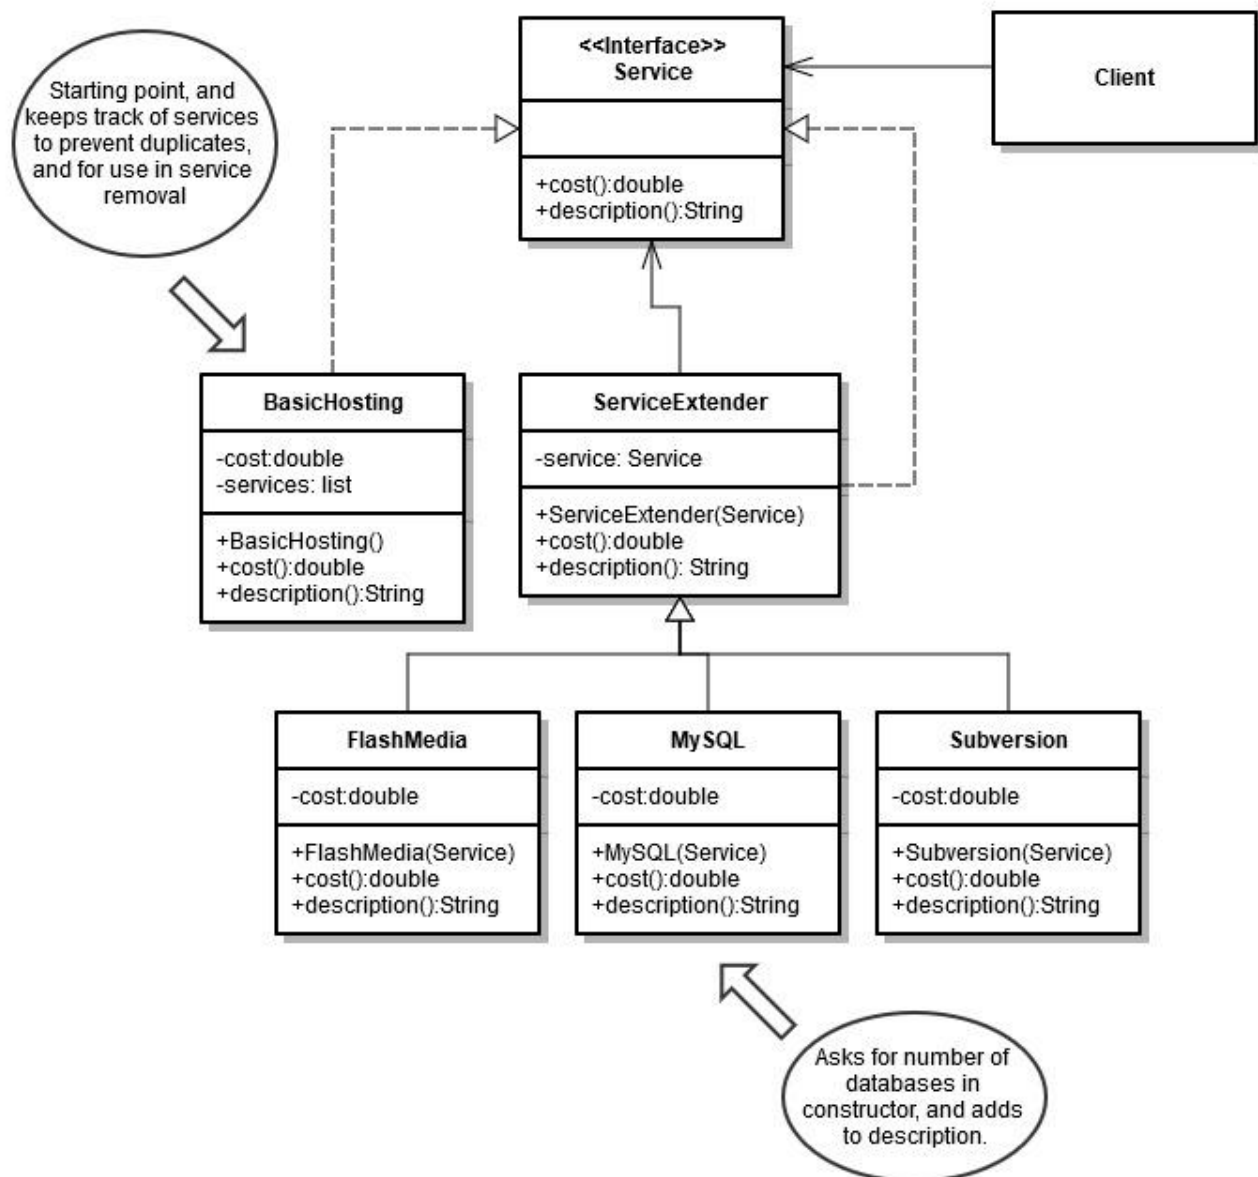 <<Interface>>
Service
+cost():double
+description():String
Client
Starting point, and
keeps track of services
to prevent duplicates,
and for use in service
removal
BasicHosting
-cost:double
-services: list
+BasicHosting()
+cost():double
+description():String
ServiceExtender
-service: Service
+ServiceExtender(Service)
+cost():double
+description(): String
FlashMedia
-cost:double
+FlashMedia(Service)
+cost():double
+description():String
MySQL
-cost:double
+MySQL(Service)
+cost():double
+description():String
Subversion
-cost:double
+Subversion(Service)
+cost():double
+description():String
Asks for number of
databases in
constructor, and adds
to description.